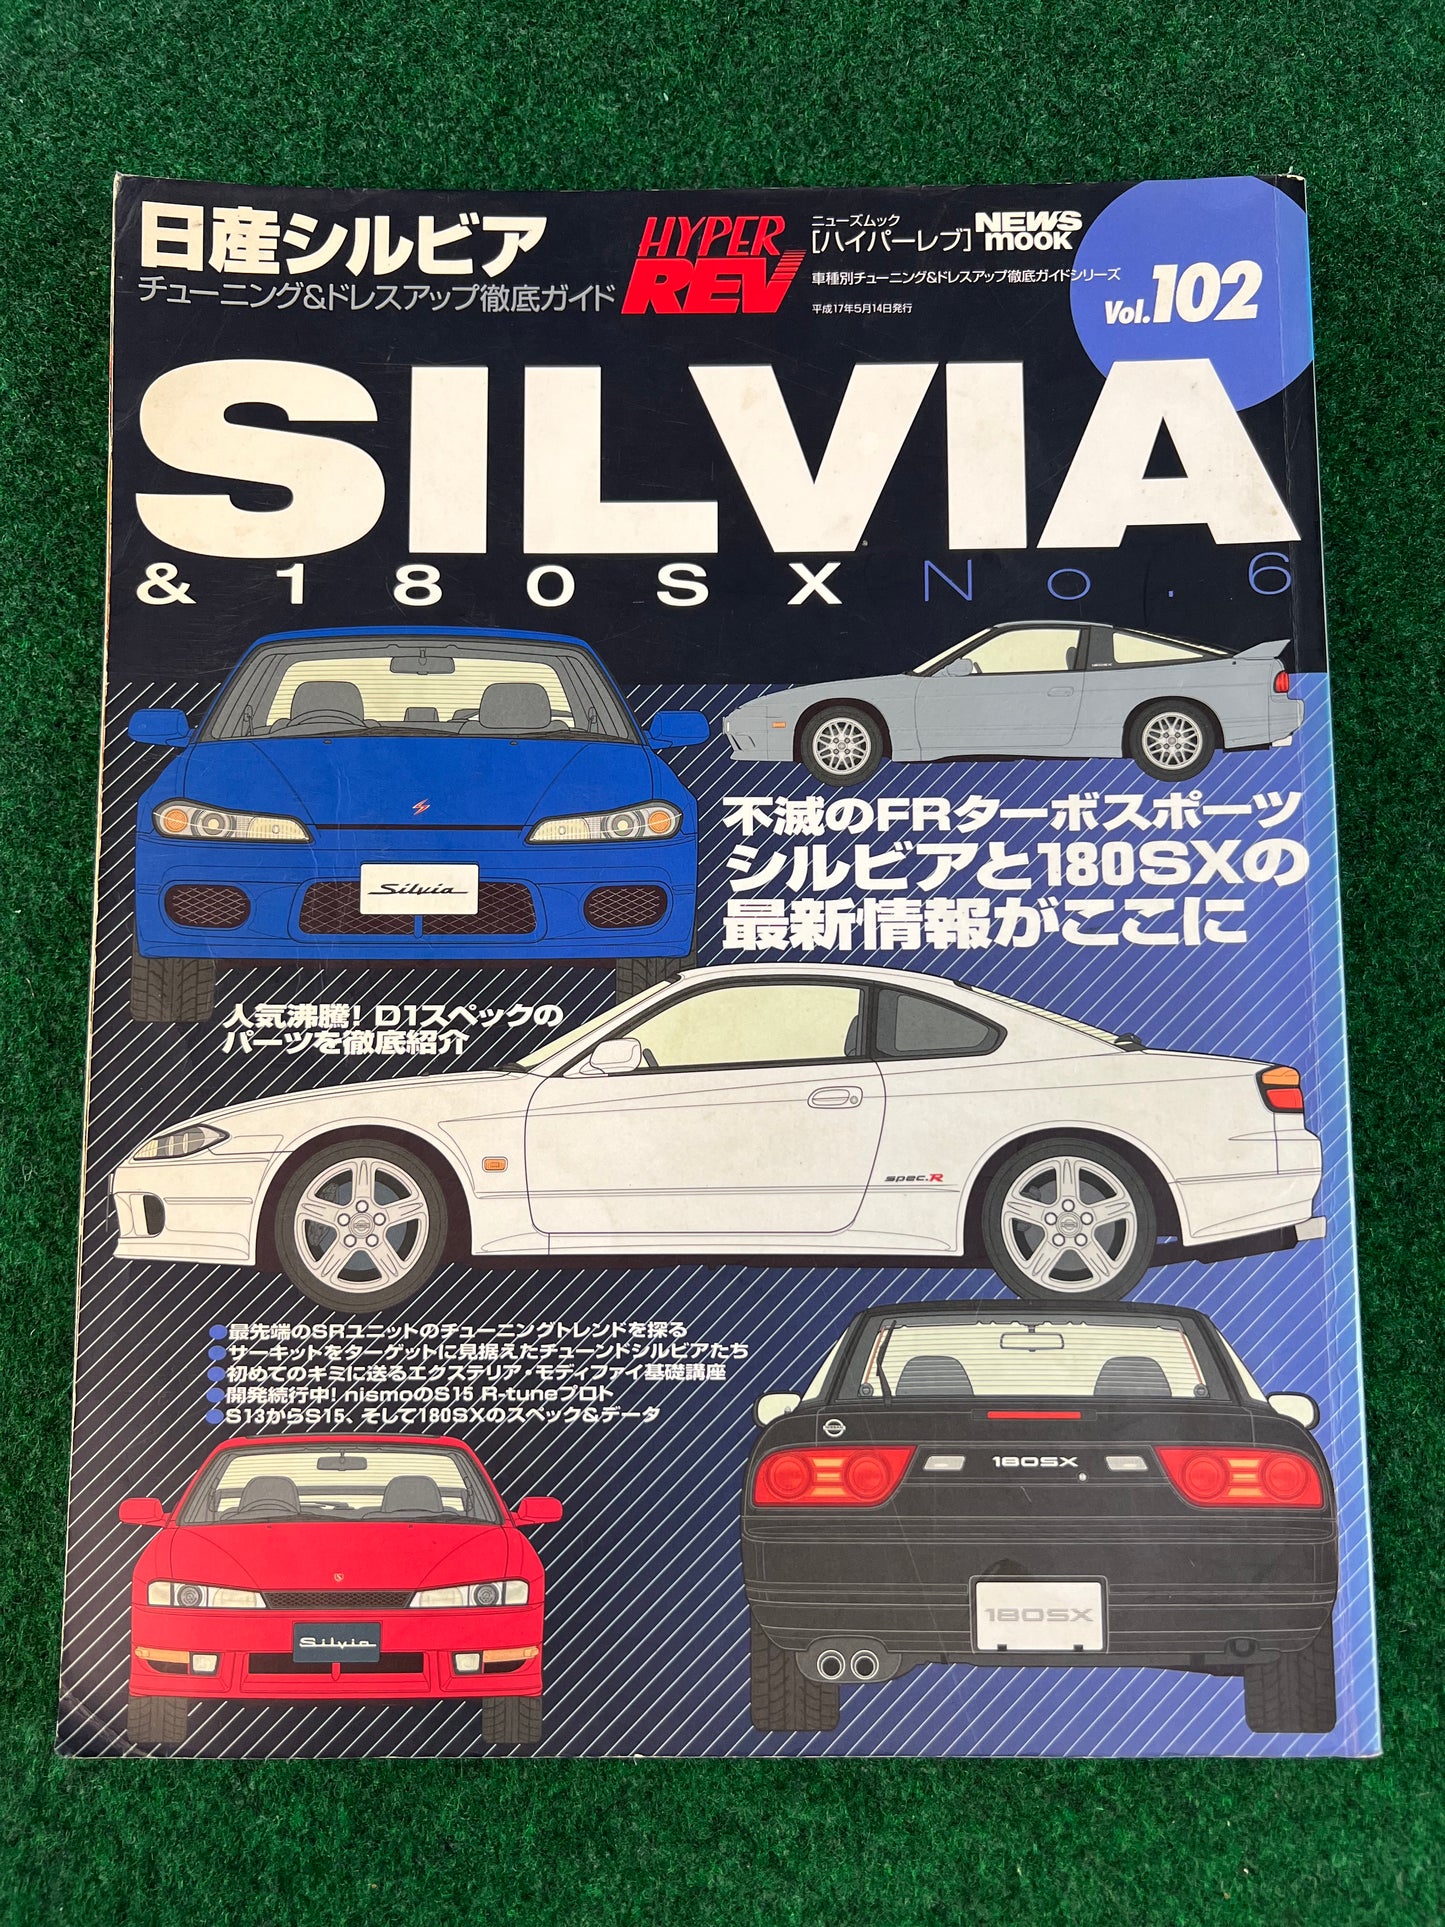 日産シルビア
チューニング&ドレスアップ徹底ガイド
HYPER
REV
ニューズムック
[ハイパーレブ]
NEWS
mook
車種別チューニング&ドレスアップ徹底ガイドシリーズ
平成17年5月14日発行
Vol.102
SILVIA
&180SX No.6
不滅のFRターボスポーツ
シルビアと180SXの
最新情報がここに
Silvia
人気沸騰! D1スペックの
パーツを徹底紹介
spec.R
●最先端のSRユニットのチューニングトレンドを探る
●サーキットをターゲットに見据えたチューンドシルビアたち
●初めてのキミに送るエクステリア・モディファイ基礎講座
●開発続行中! nismoのS15 R-tuneプロト
●S13からS15、そして180SXのスペック&データ
180SX
180SX
Silvia